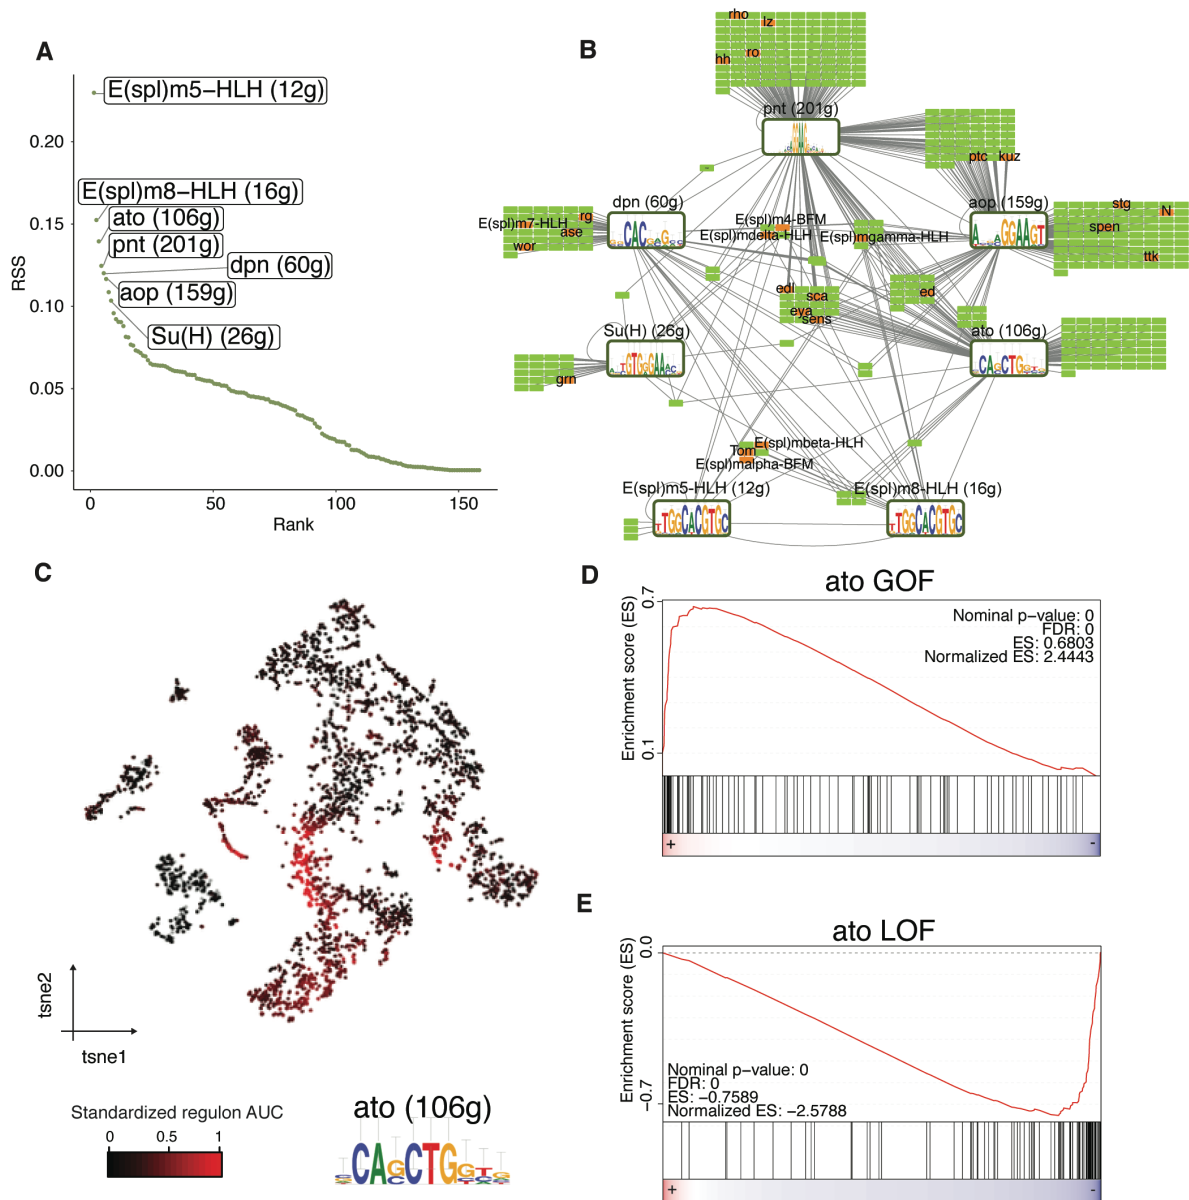 A
E(spl)m5−HLH (12g)
0.20
E(spl)m8−HLH (16g)
0.15
ato (106g)
pnt (201g)
dpn (60g)
RSS
0.10
aop (159g)
Su(H) (26g)
0.05
0.00
0
50
100
150
Rank
B
rho
lz
ro
hh
pnt (201g)
ptc
kuz
dpn (60g)
aop (159g)
E(spl)m7-HLH
rg
ase
wor
E(spl)m4-BFM
E(spl)mdelta-HLH
E(spl)mgamma-HLH
stg
N
spen
ttk
CAC
GGAAGT
edl
sca
ed
eya
sens
Su(H) (26g)
ato (106g)
TGTGGGAAAC
CAGCTG
grn
E(spl)mbeta-HLH
Tom
E(spl)malpha-BFM
E(spl)m5-HLH (12g)
E(spl)m8-HLH (16g)
TTGGCACGTGC
TTGGCACGTGC
C
tsne2
tsne1
Standardized regulon AUC
0
0.5
1
ato (106g)
CAGCTG
D
ato GOF
Enrichment score (ES)
0.7
0.1
Nominal p−value: 0
FDR: 0
ES: 0.6803
Normalized ES: 2.4443
+
-
E
ato LOF
Enrichment score (ES)
0.0
−0.7
Nominal p−value: 0
FDR: 0
ES: −0.7589
Normalized ES: −2.5788
+
-